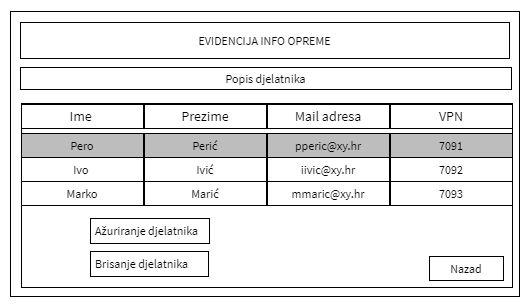 EVIDENCIJA INFO OPREME
Popis djelatnika
Ime Prezime Mail adresa VPN
Pero Perić pperic@xy.hr 7091
Ivo Ivić iivic@xy.hr 7092
Marko Marić mmaric@xy.hr 7093
Ažuriranje djelatnika
Brisanje djelatnika
Nazad